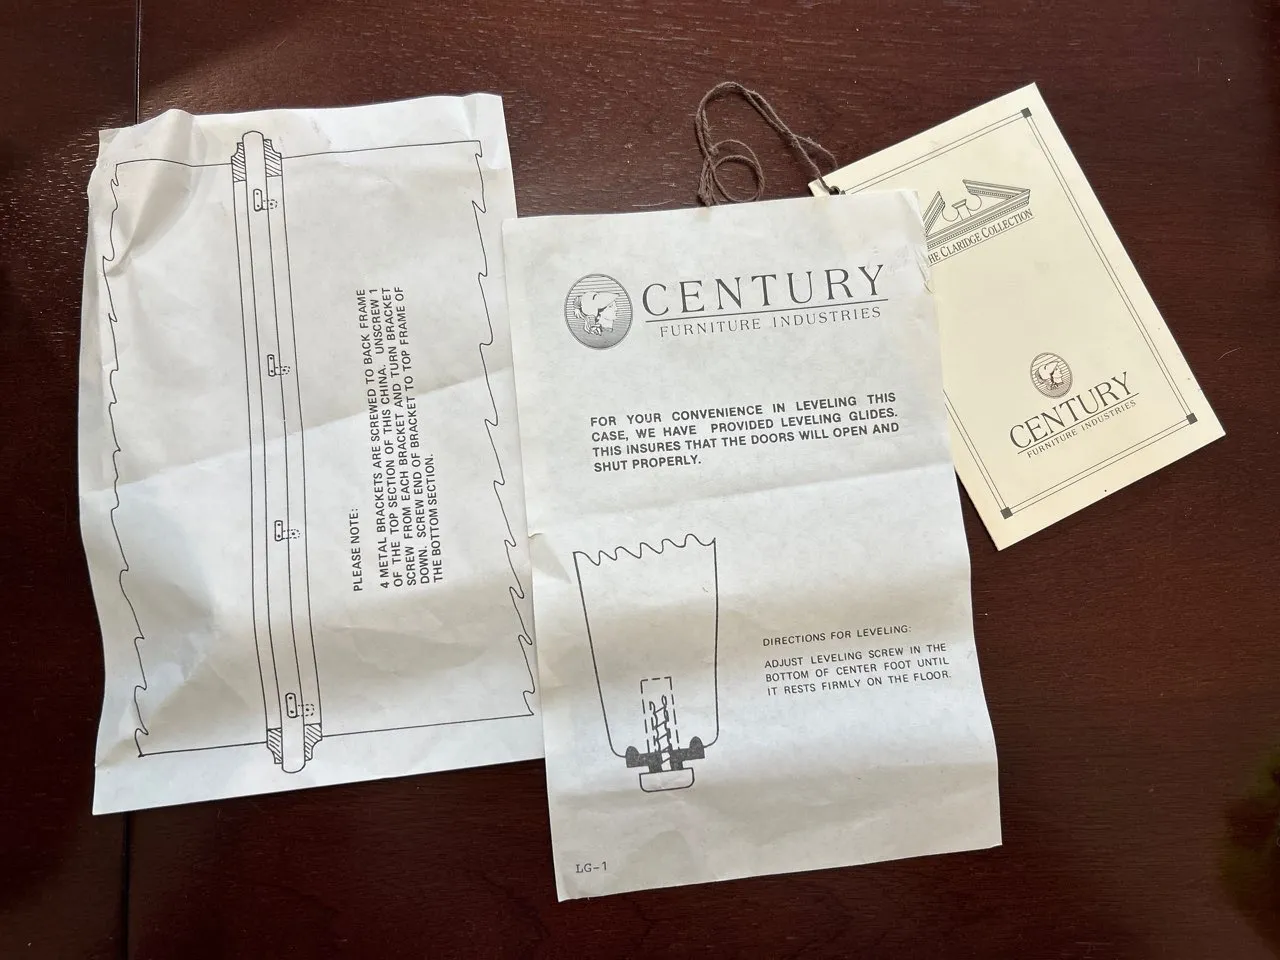 PLEASE NOTE:
4 METAL BRACKETS ARE SCREWED TO BACK FRAME
OF THE TOP SECTION OF THIS CHINA. UNSCREW 1
SCREW FROM EACH BRACKET AND TURN BRACKET
DOWN. SCREW END OF BRACKET TO TOP FRAME OF
THE BOTTOM SECTION.
CENTURY
FURNITURE INDUSTRIES
FOR YOUR CONVENIENCE IN LEVELING THIS
CASE, WE HAVE PROVIDED LEVELING GLIDES.
THIS INSURES THAT THE DOORS WILL OPEN AND
SHUT PROPERLY.
DIRECTIONS FOR LEVELING:
ADJUST LEVELING SCREW IN THE
BOTTOM OF CENTER FOOT UNTIL
IT RESTS FIRMLY ON THE FLOOR.
LG-1
HE CLARIDGE COLLECTION
CENTURY
FURNITURE INDUSTRIES